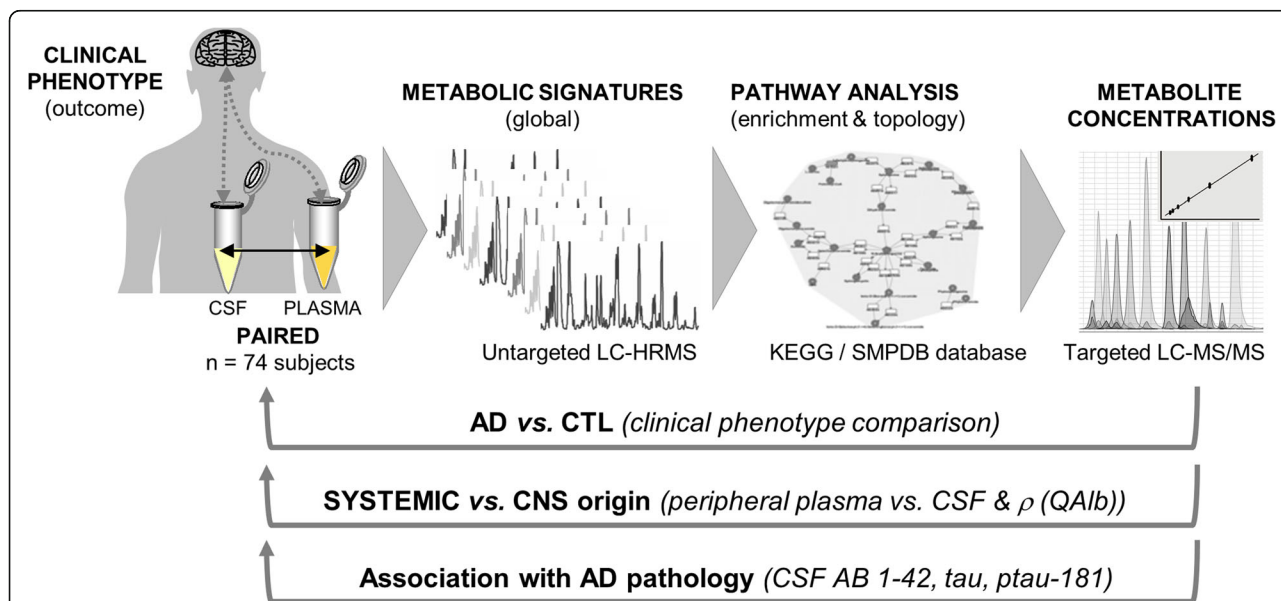 CLINICAL
PHENOTYPE
(outcome)
CSF
PLASMA
PAIRED
n = 74 subjects
METABOLIC SIGNATURES
(global)
Untargeted LC-HRMS
PATHWAY ANALYSIS
(enrichment & topology)
KEGG / SMPDB database
METABOLITE
CONCENTRATIONS
Targeted LC-MS/MS
AD vs. CTL (clinical phenotype comparison)
SYSTEMIC vs. CNS origin (peripheral plasma vs. CSF & ρ (QAlb))
Association with AD pathology (CSF AB 1-42, tau, ptau-181)